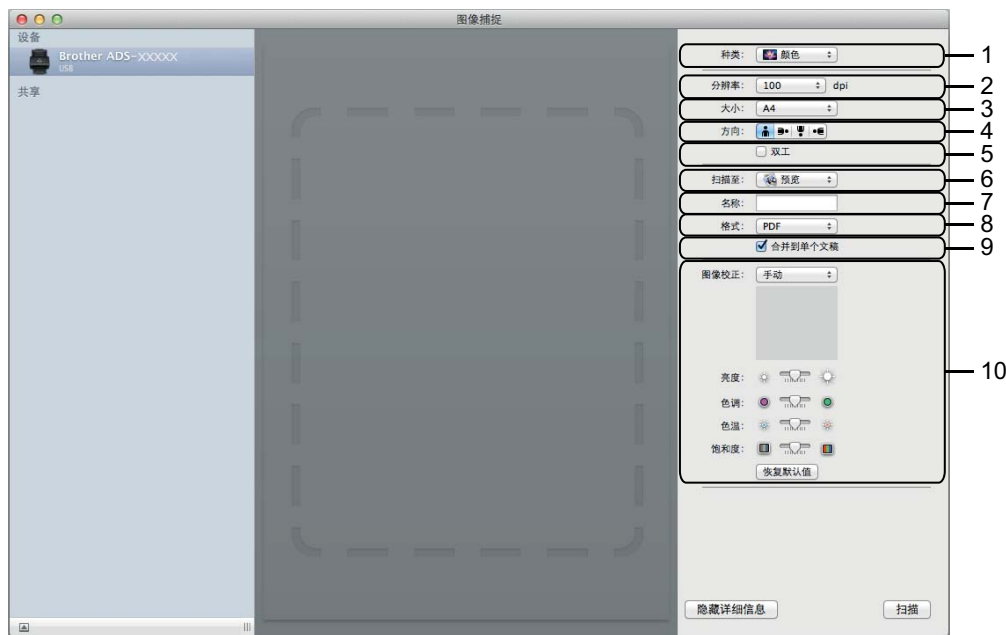 图像捕捉
设备
Brother ADS-XXXXX
USB
共享
种类: 颜色 1
分辨率: 100 dpi 2
大小: A4 3
方向: 4
双工 5
扫描至: 预览 6
名称: 7
格式: PDF 8
合并到单个文稿 9
图像校正: 手动
亮度:
10
色调:
色温:
饱和度:
恢复默认值
隐藏详细信息 扫描